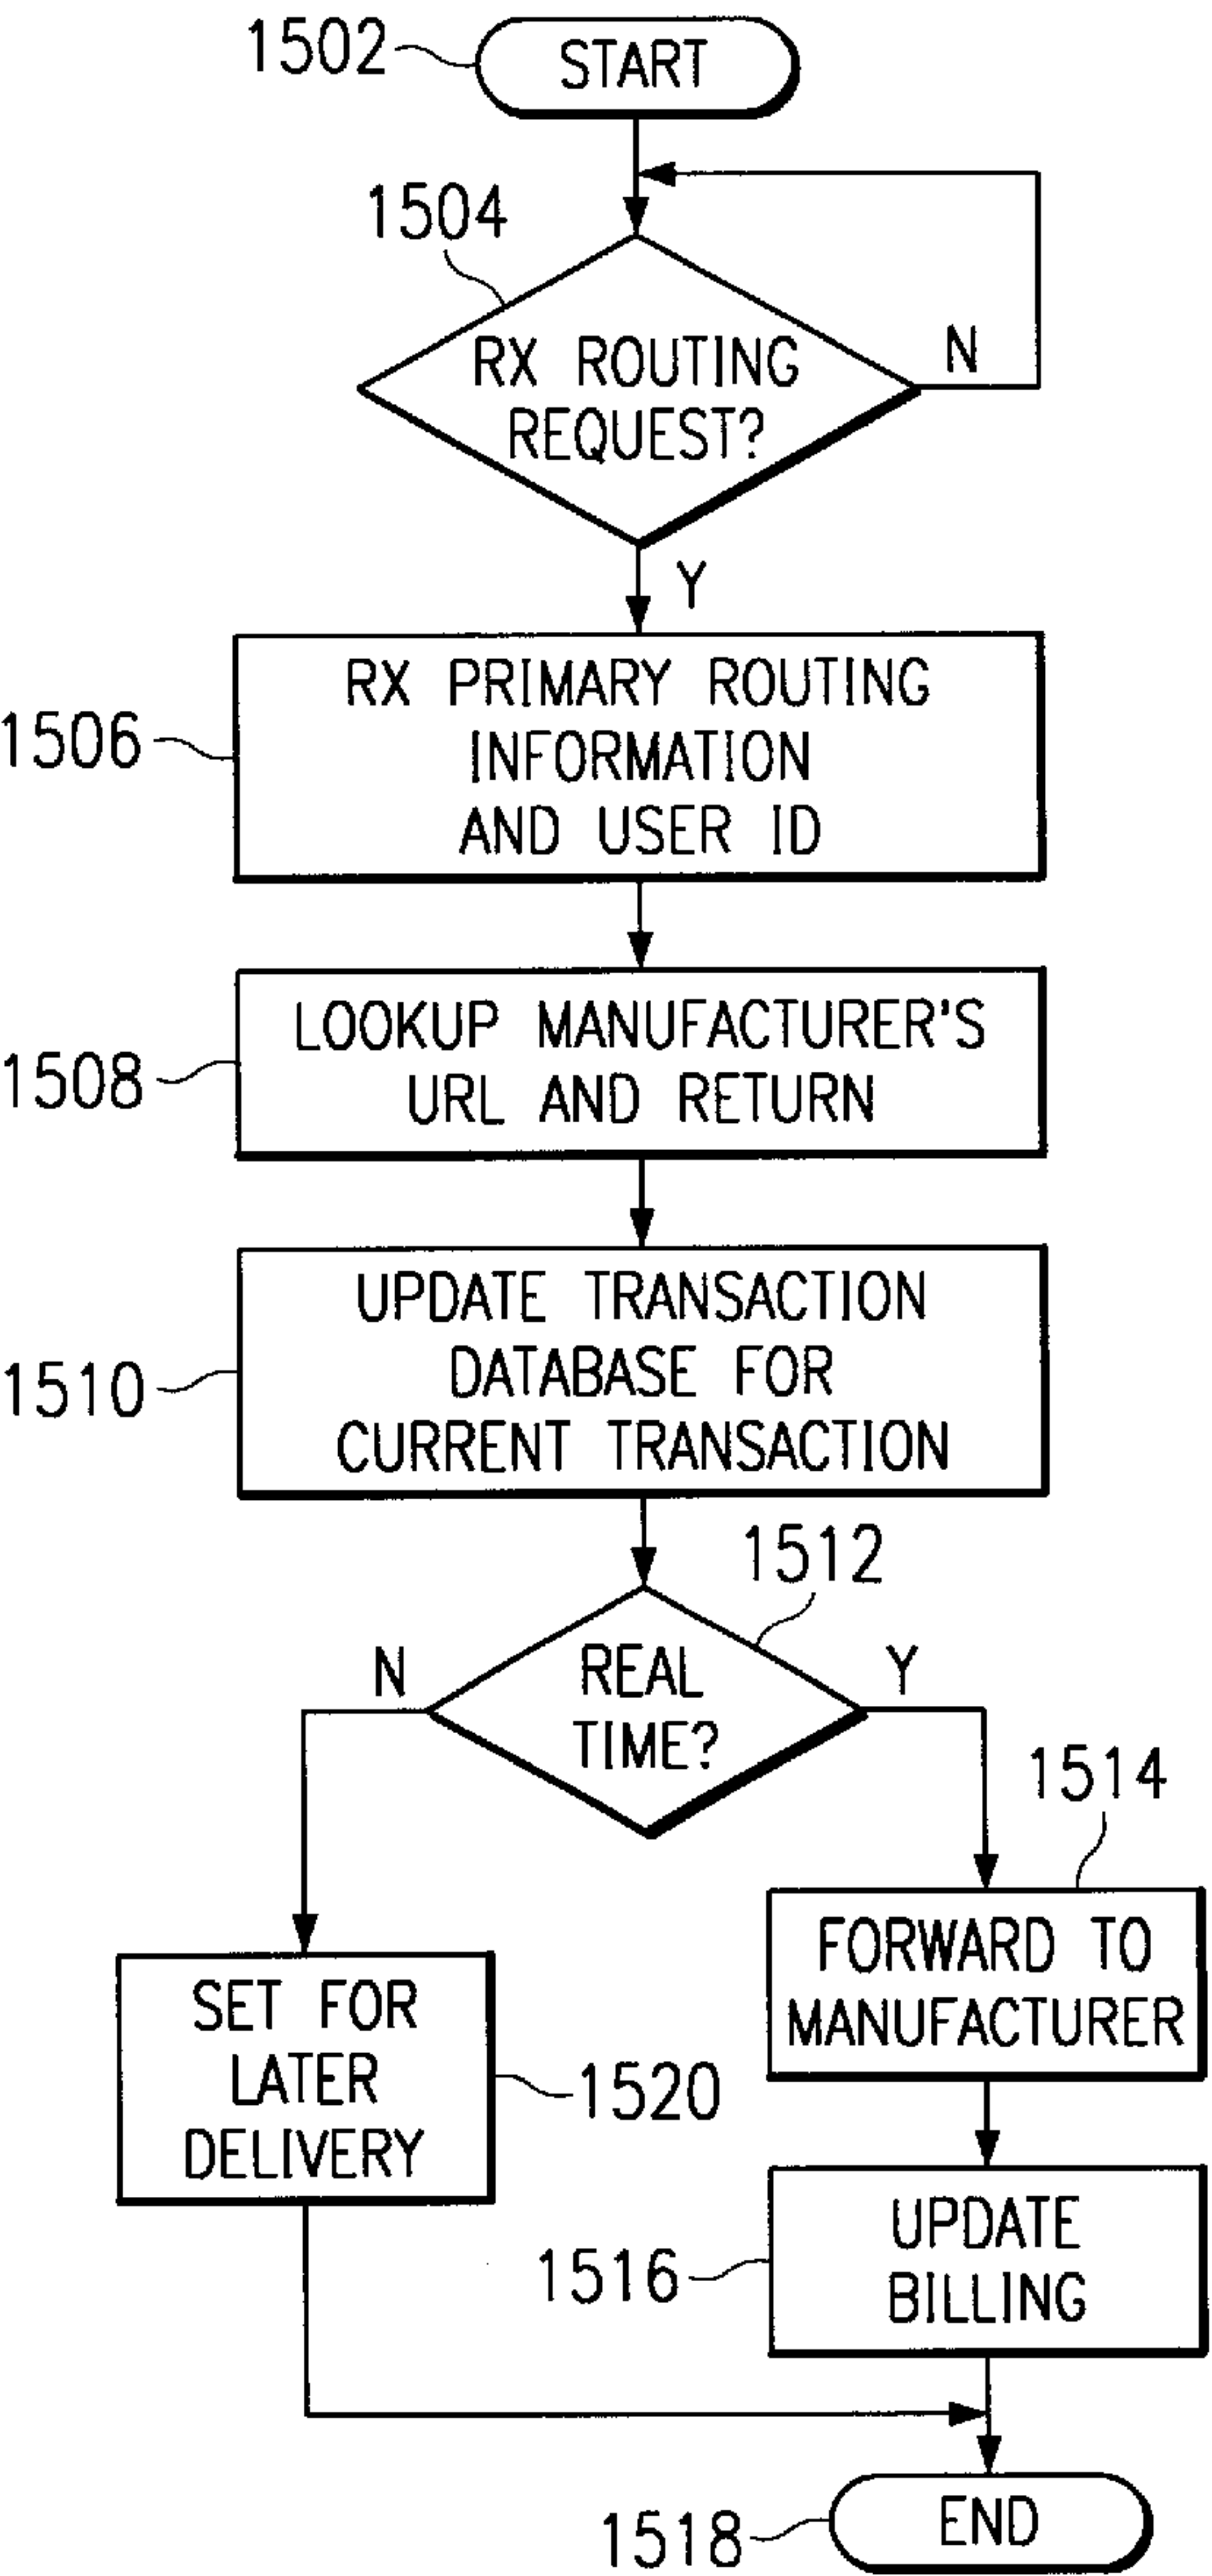 1502
START
1504
RX ROUTING
REQUEST?
N
Y
1506
RX PRIMARY ROUTING
INFORMATION
AND USER ID
1508
LOOKUP MANUFACTURER'S
URL AND RETURN
1510
UPDATE TRANSACTION
DATABASE FOR
CURRENT TRANSACTION
1512
N
REAL
TIME?
Y
1514
FORWARD TO
MANUFACTURER
SET FOR
LATER
DELIVERY
1520
1516
UPDATE
BILLING
1518
END